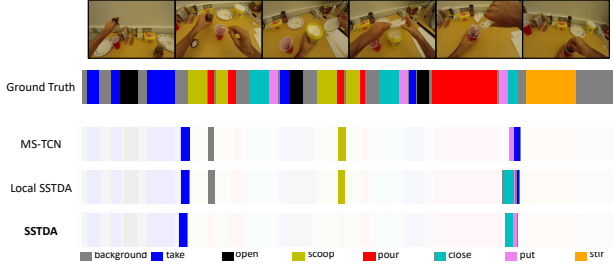 Ground Truth
MS-TCN
Local SSTDA
SSTDA
background take open scoop pour close put stir